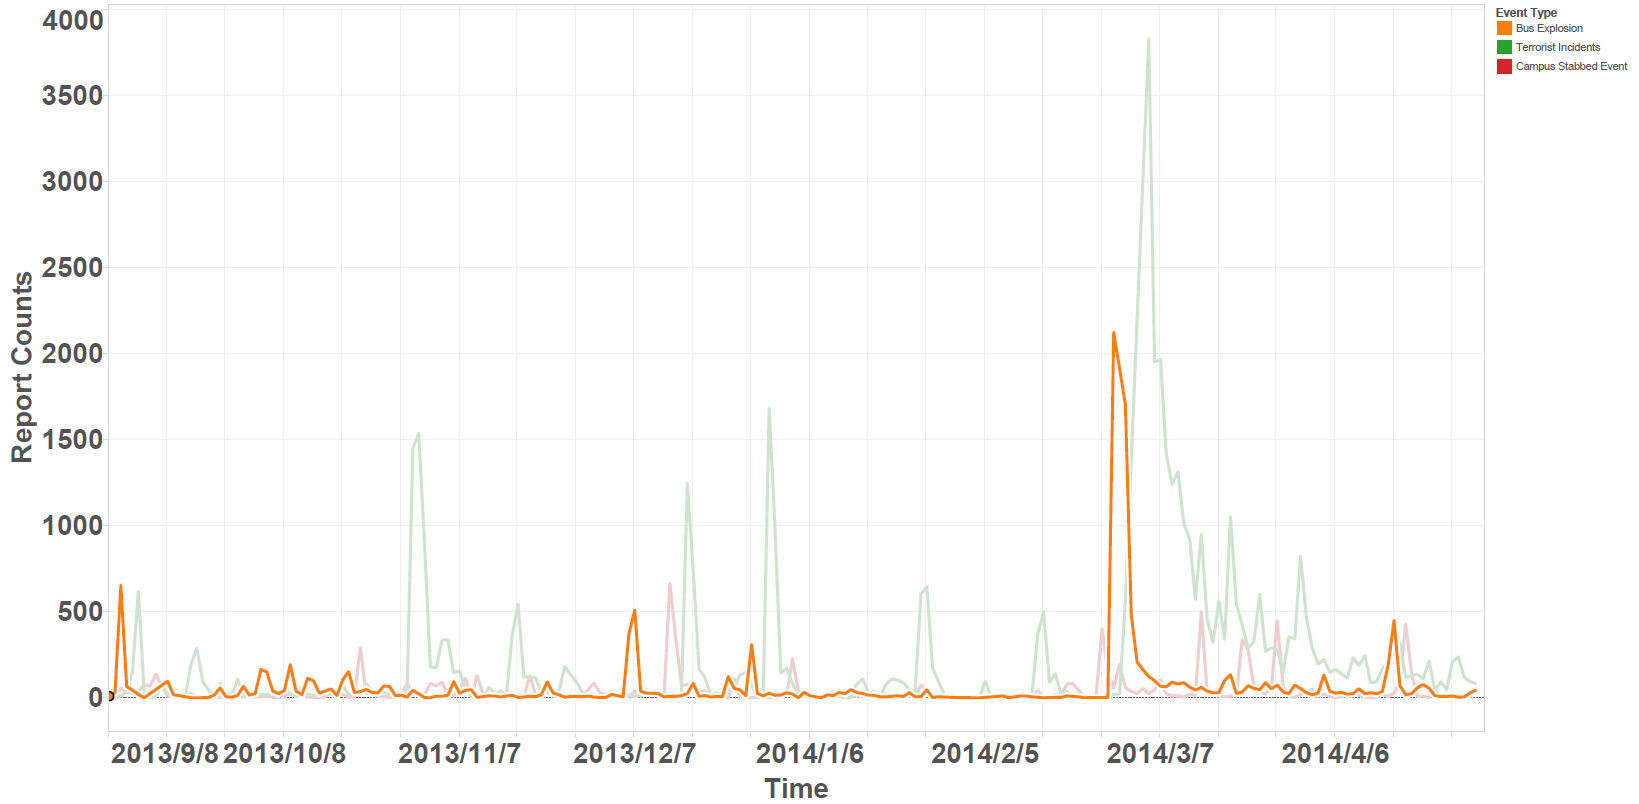 4000
3500
3000
2500
2000
1500
1000
500
0
Report Counts
2013/9/8 2013/10/8 2013/11/7 2013/12/7 2014/1/6 2014/2/5 2014/3/7 2014/4/6
Time
Event Type
Bus Explosion
Terrorist Incidents
Campus Stabbed Event